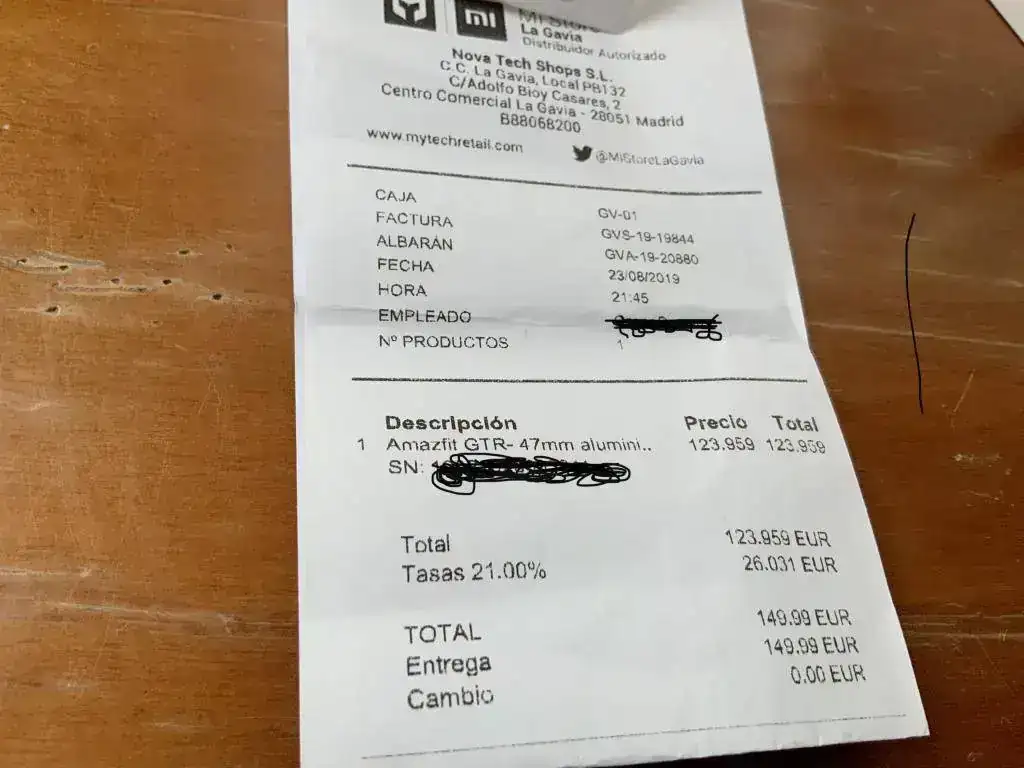 mi Mi Store
La Gavia
Distribuidor Autorizado
Nova Tech Shops S.L.
C.C. La Gavia, Local PB132
C/Adolfo Bioy Casares, 2
Centro Comercial La Gavia - 28051 Madrid
B88068200
www.mytechretail.com @MiStoreLaGavia
CAJA GV-01
FACTURA GVS-19-19844
ALBARÁN GVA-19-20880
FECHA 23/08/2019
HORA 21:45
EMPLEADO
Nº PRODUCTOS 1
Descripción Precio Total
1 Amazfit GTR- 47mm alumini.. 123.959 123.959
SN:
Total 123.959 EUR
Tasas 21.00% 26.031 EUR
TOTAL 149.99 EUR
Entrega 149.99 EUR
Cambio 0.00 EUR